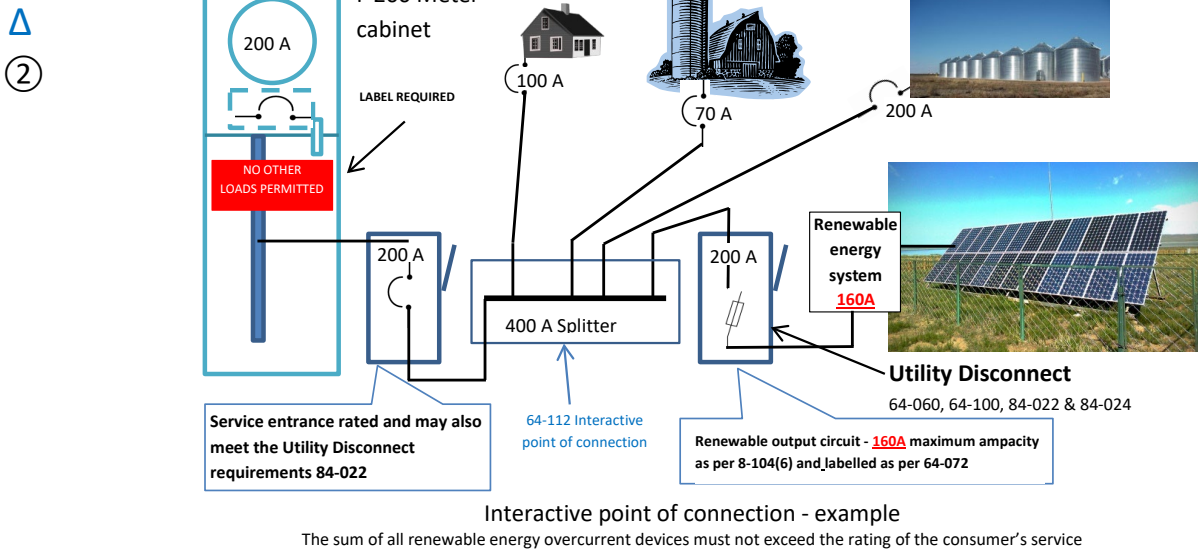 Δ
②
cabinet
200 A
LABEL REQUIRED
100 A
70 A
200 A
NO OTHER
LOADS PERMITTED
200 A
400 A Splitter
200 A
Renewable
energy
system
160A
Utility Disconnect
64-060, 64-100, 84-022 & 84-024
Service entrance rated and may also
meet the Utility Disconnect
requirements 84-022
64-112 Interactive
point of connection
Renewable output circuit - 160A maximum ampacity
as per 8-104(6) and labelled as per 64-072
Interactive point of connection - example
The sum of all renewable energy overcurrent devices must not exceed the rating of the consumer’s service